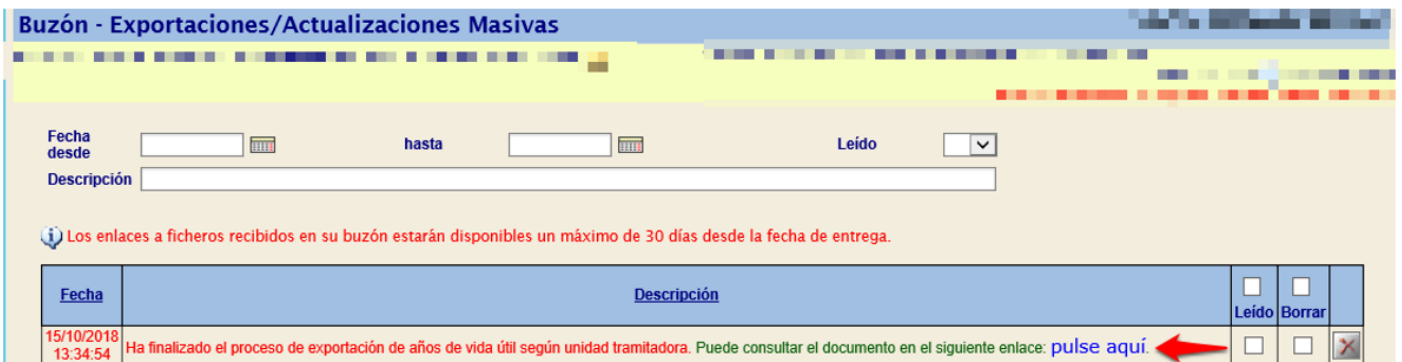 Buzón - Exportaciones/Actualizaciones Masivas
Fecha desde hasta Leído
Descripción
Los enlaces a ficheros recibidos en su buzón estarán disponibles un máximo de 30 días desde la fecha de entrega.
Fecha Descripción Leído Borrar
15/10/2018 13:34:54 Ha finalizado el proceso de exportación de años de vida útil según unidad tramitadora. Puede consultar el documento en el siguiente enlace: pulse aquí.